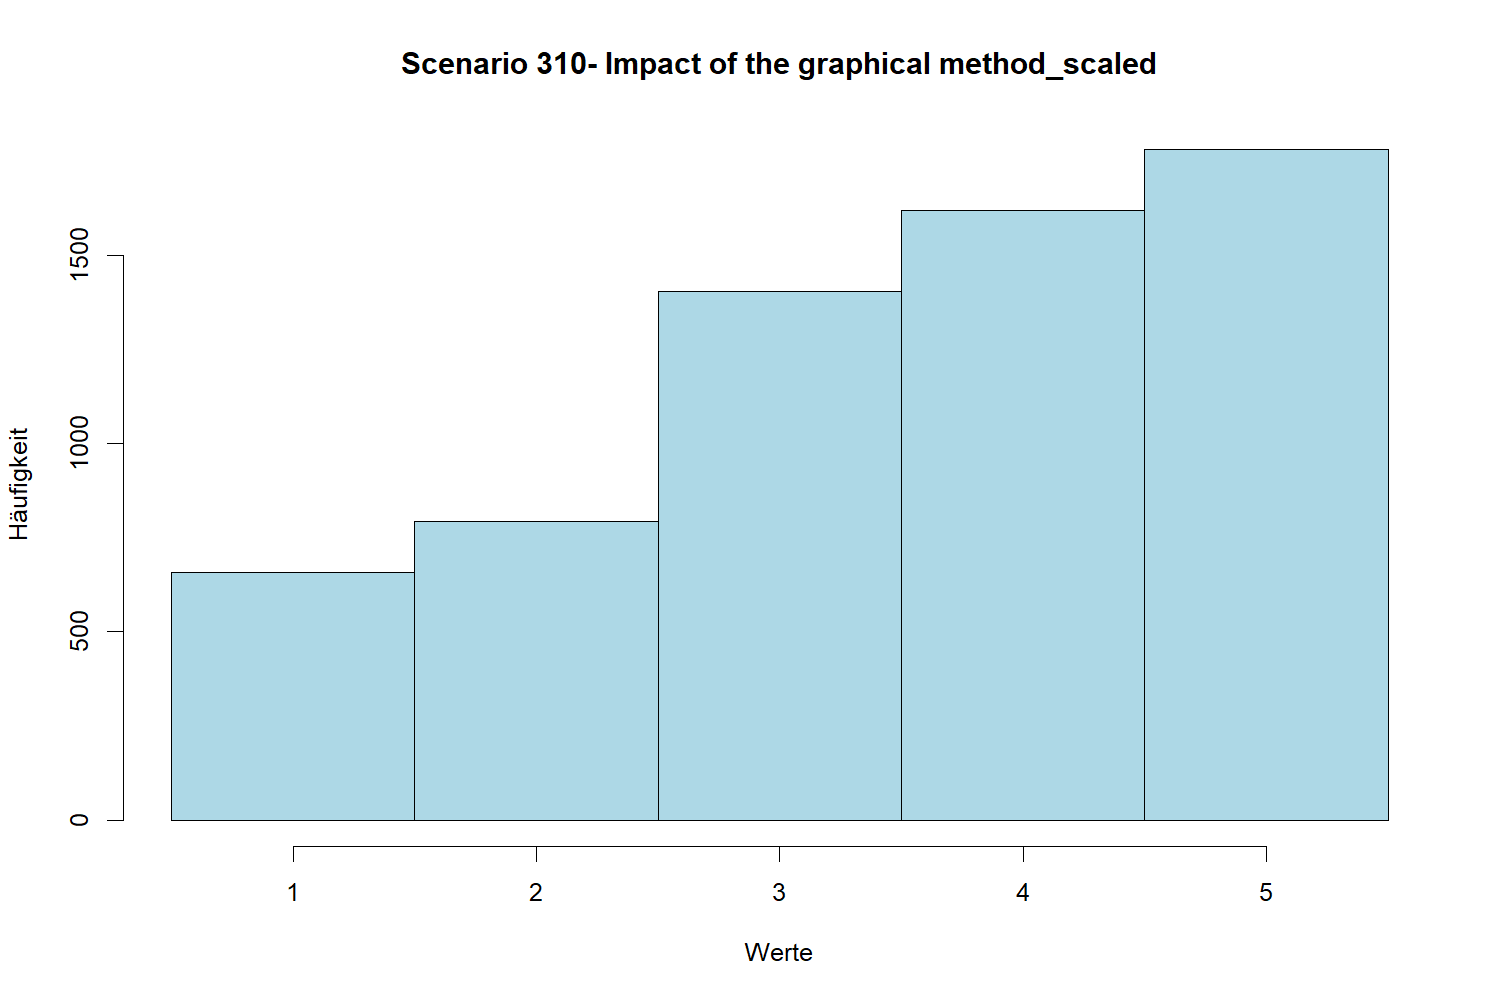 Scenario 310- Impact of the graphical method_scaled
Häufigkeit
1500
1000
500
0
1 2 3 4 5
Werte